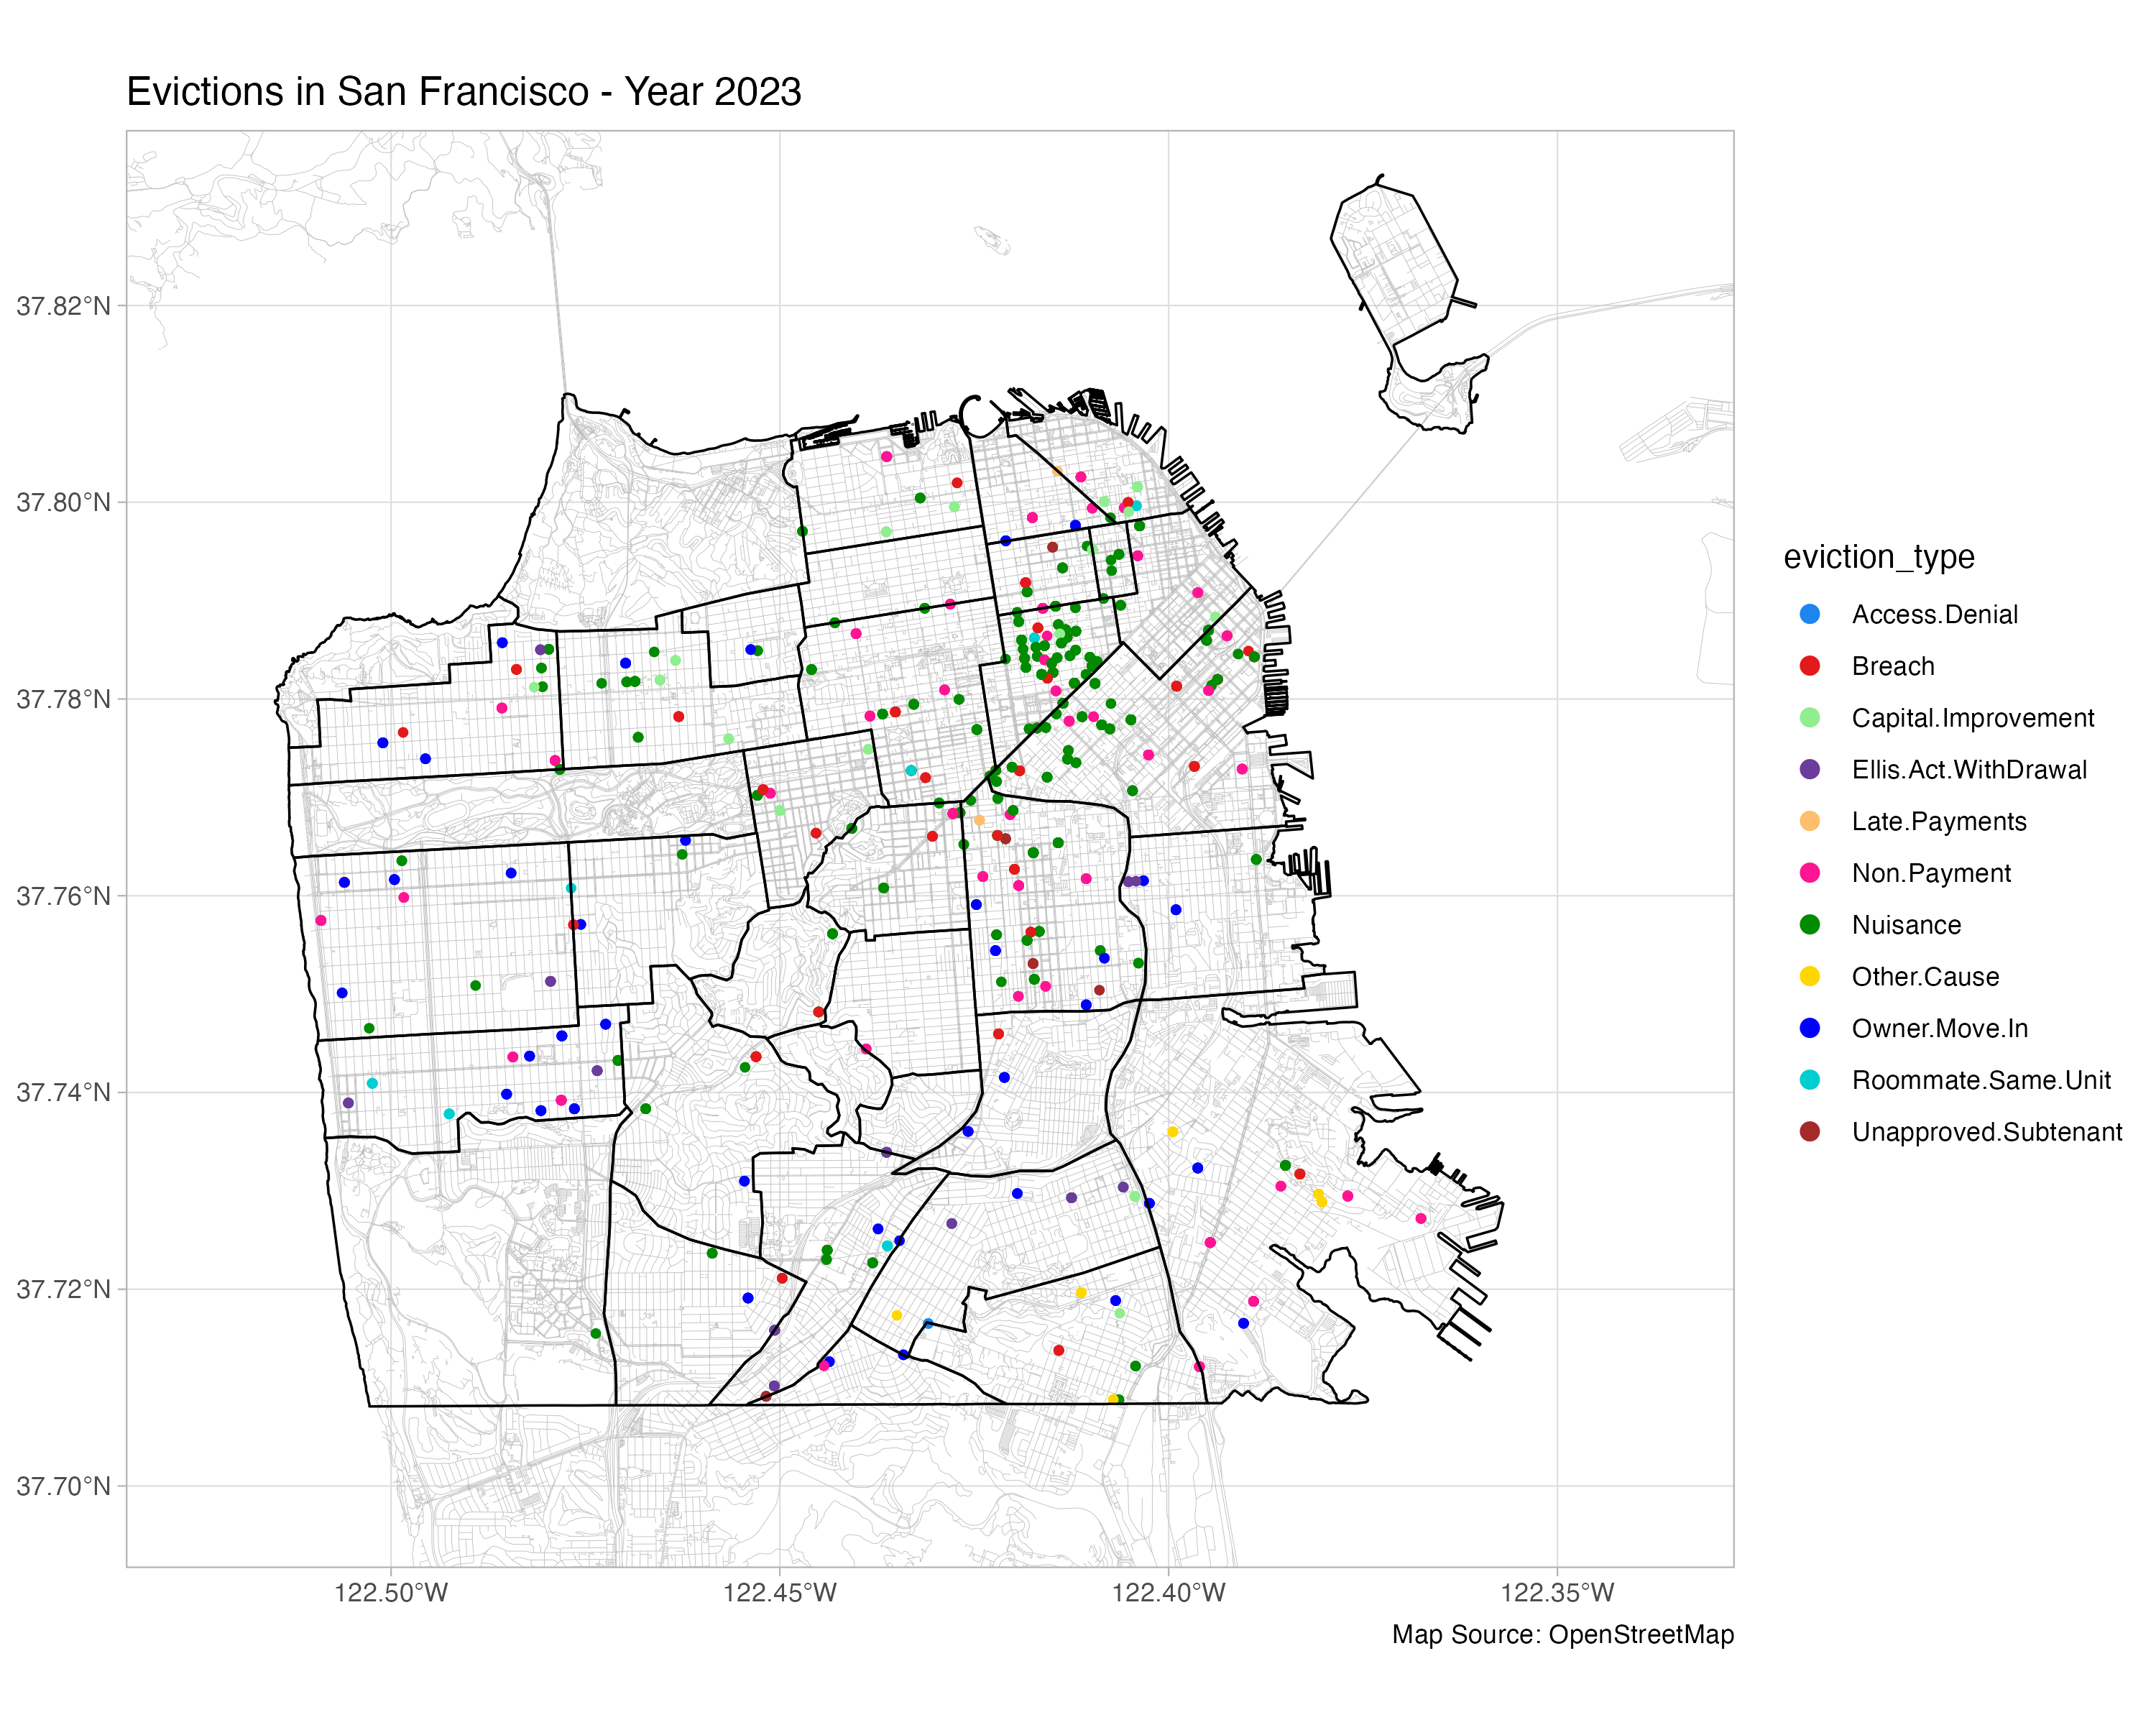 Evictions in San Francisco - Year 2023
37.82°N
37.80°N
37.78°N
37.76°N
37.74°N
37.72°N
37.70°N
122.50°W
122.45°W
122.40°W
122.35°W
Map Source: OpenStreetMap
eviction_type
Access.Denial
Breach
Capital.Improvement
Ellis.Act.WithDrawal
Late.Payments
Non.Payment
Nuisance
Other.Cause
Owner.Move.In
Roommate.Same.Unit
Unapproved.Subtenant